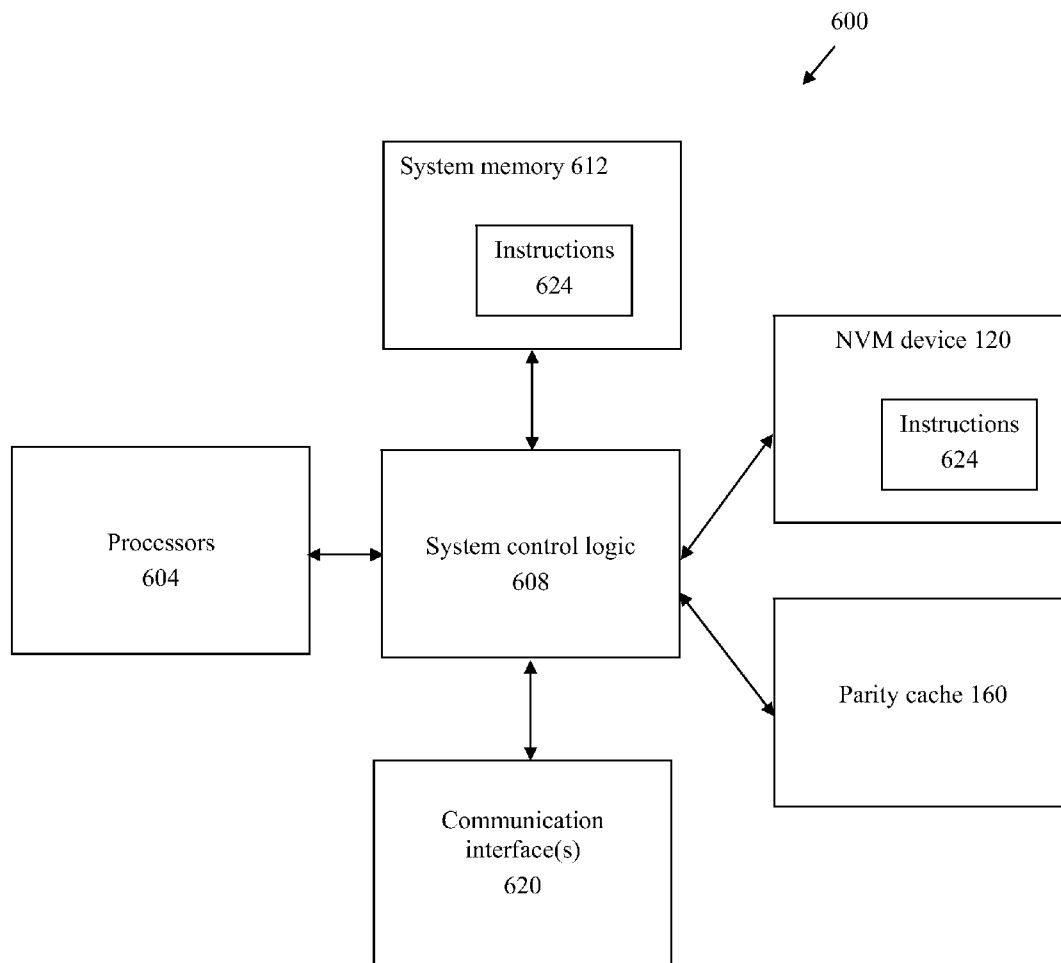 600
System memory 612
Instructions
624
NVM device 120
Instructions
624
Processors
604
System control logic
608
Parity cache 160
Communication
interface(s)
620